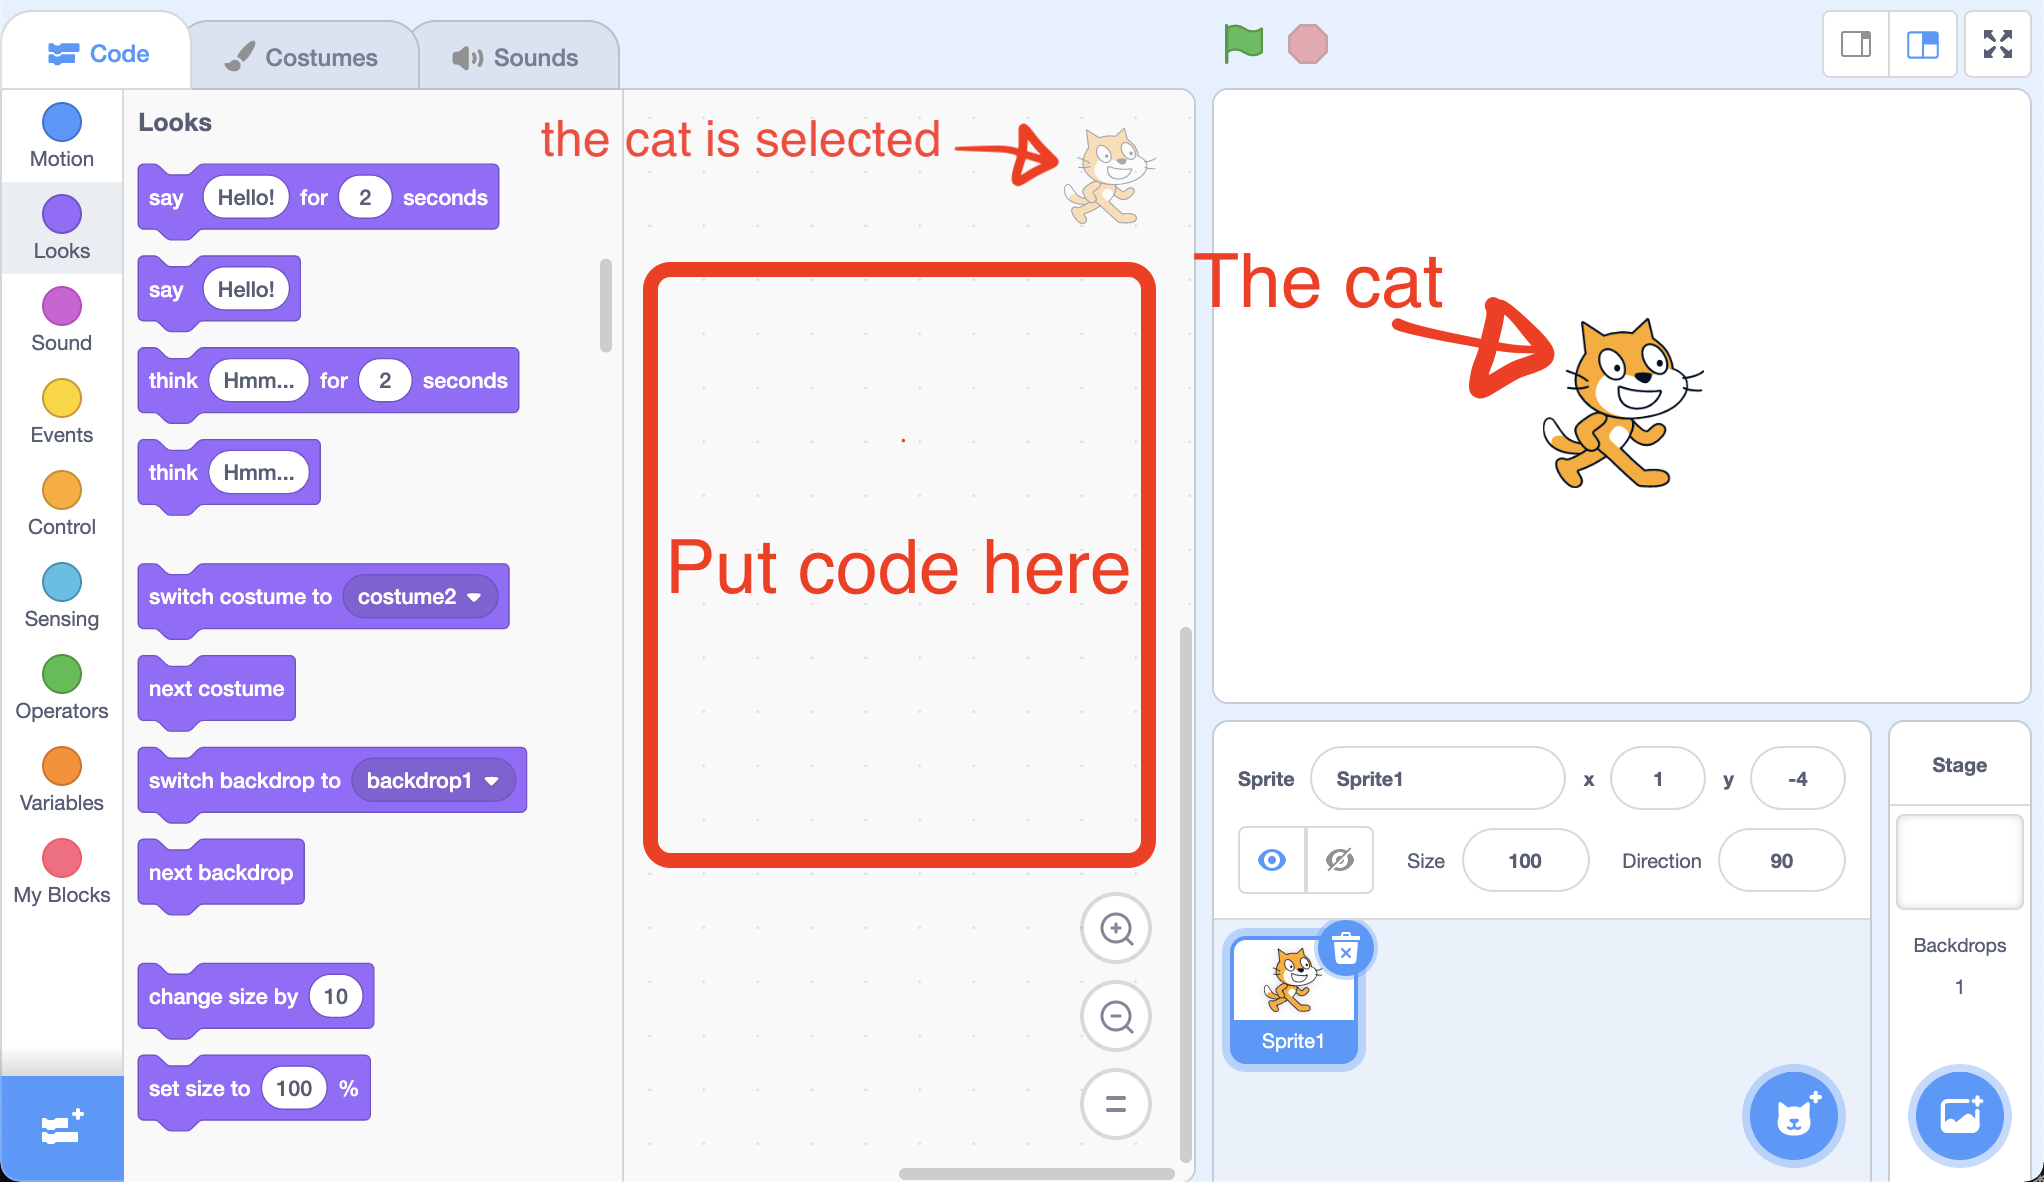 Code
Costumes
Sounds
Motion
Looks
Sound
Events
Control
Sensing
Operators
Variables
My Blocks
Looks
say Hello! for 2 seconds
say Hello!
think Hmm... for 2 seconds
think Hmm...
switch costume to costume2
next costume
switch backdrop to backdrop1
next backdrop
change size by 10
set size to 100 %
the cat is selected
Put code here
The cat
Sprite Sprite1 x 1 y -4
Size 100 Direction 90
Sprite1
Stage
Backdrops
1